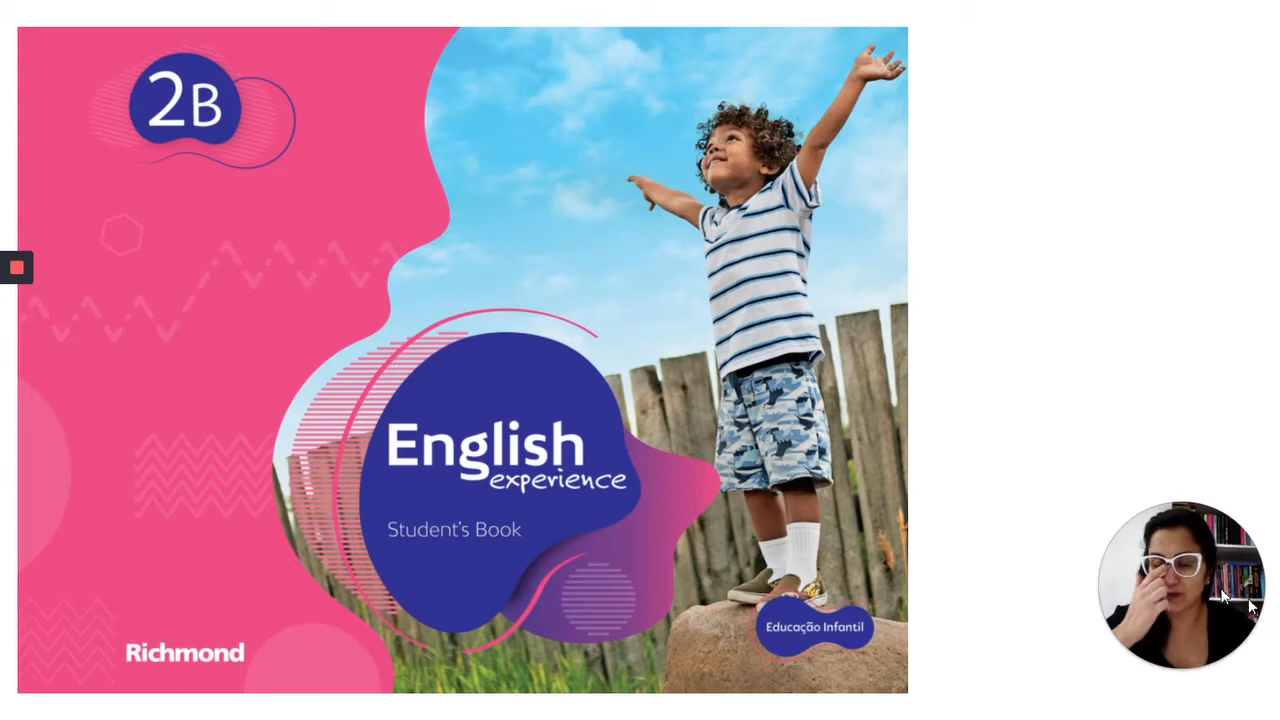 2B
English
experience
Student's Book
Educação Infantil
Richmond